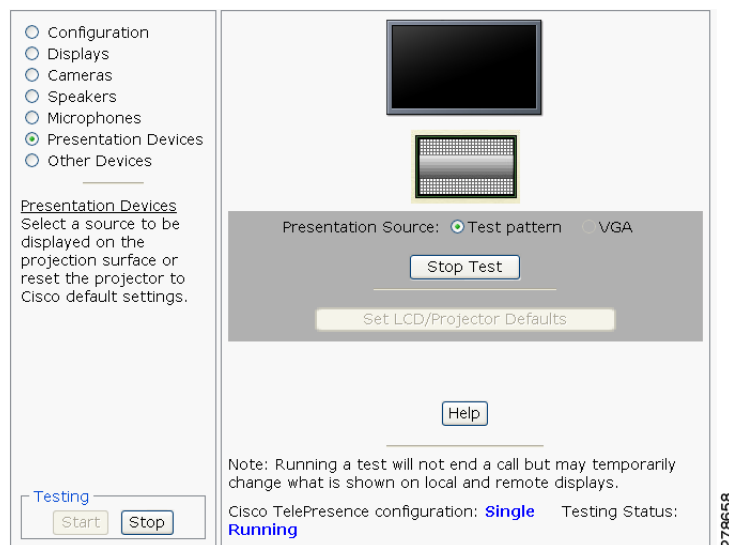 Configuration
Displays
Cameras
Speakers
Microphones
Presentation Devices
Other Devices
Presentation Devices
Select a source to be
displayed on the
projection surface or
reset the projector to
Cisco default settings.
Testing
Start Stop
Presentation Source: Test pattern VGA
Stop Test
Set LCD/Projector Defaults
Help
Note: Running a test will not end a call but may temporarily
change what is shown on local and remote displays.
Cisco TelePresence configuration: Single Testing Status:
Running
278658